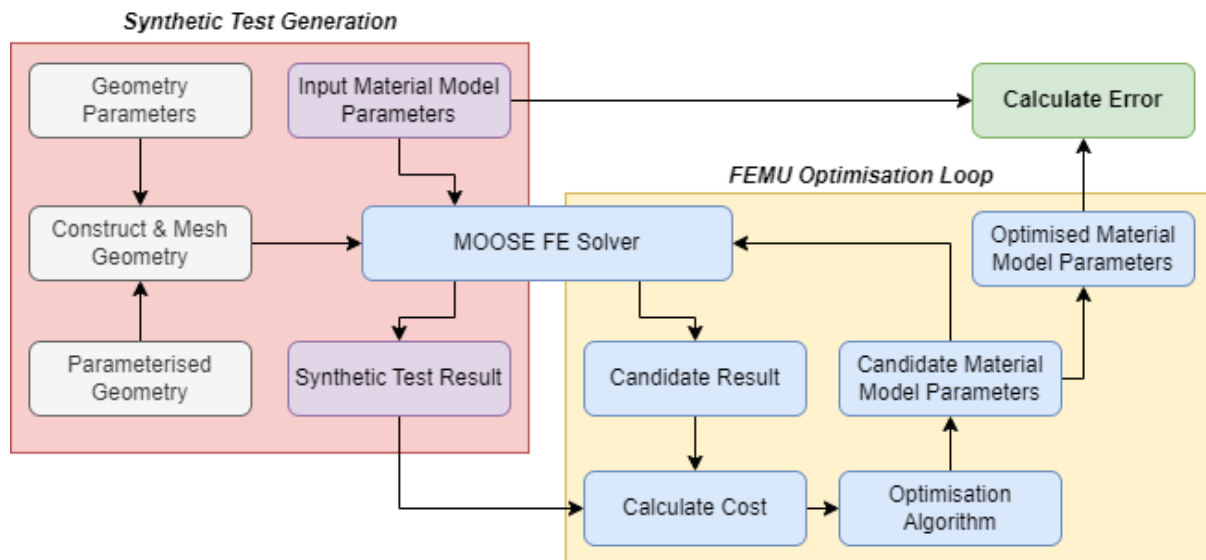 Synthetic Test Generation
Geometry
Parameters
Input Material Model
Parameters
Calculate Error
FEMU Optimisation Loop
Construct & Mesh
Geometry
MOOSE FE Solver
Optimised Material
Model Parameters
Parameterised
Geometry
Synthetic Test Result
Candidate Result
Candidate Material
Model Parameters
Calculate Cost
Optimisation
Algorithm